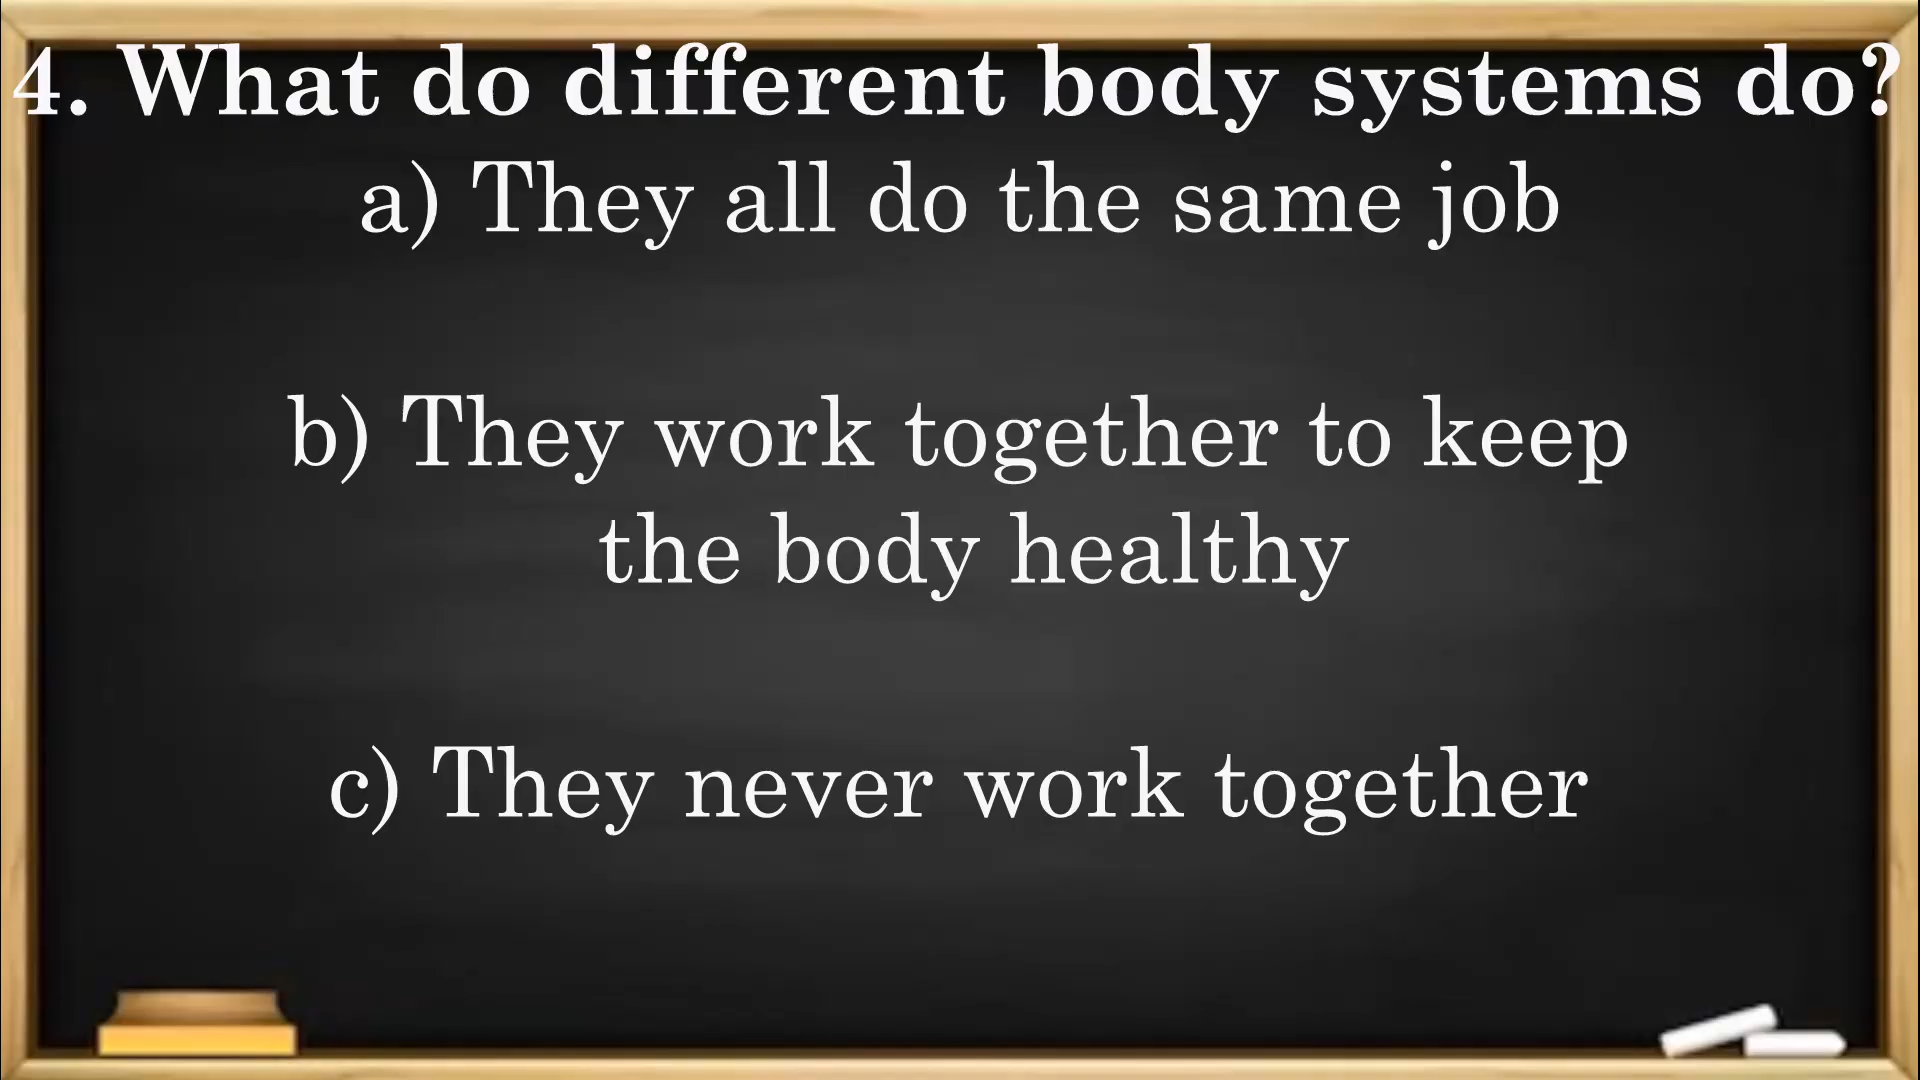 4. What do different body systems do?
a) They all do the same job
b) They work together to keep
the body healthy
c) They never work together